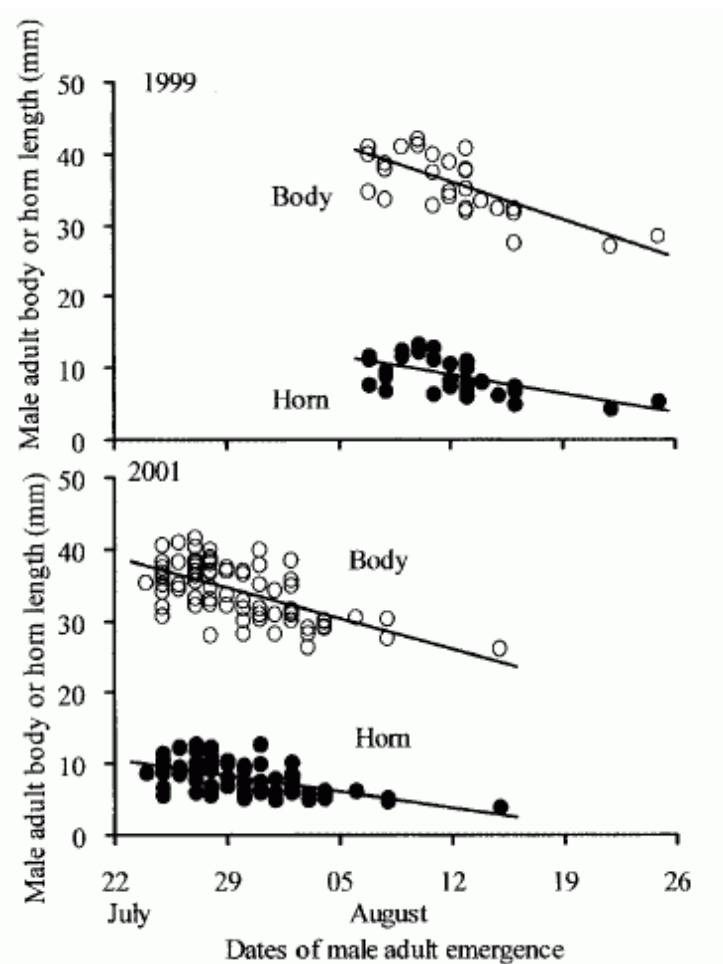 Male adult body or horn length (mm)
50
40
30
20
10
0
1999
Body
Horn
Male adult body or horn length (mm)
50
40
30
20
10
0
2001
Body
Horn
22 29 05 12 19 26
July August
Dates of male adult emergence